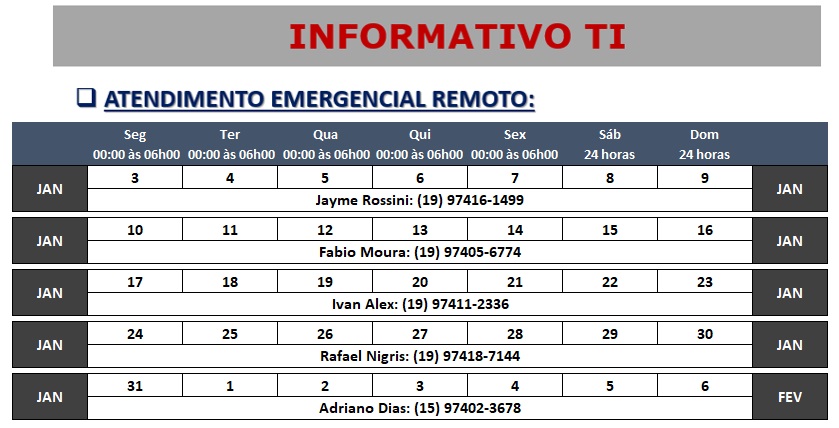 INFORMATIVO TI
ATENDIMENTO EMERGENCIAL REMOTO:
Seg Ter Qua Qui Sex Sáb Dom
00:00 às 06h00 00:00 às 06h00 00:00 às 06h00 00:00 às 06h00 00:00 às 06h00 24 horas 24 horas
3 4 5 6 7 8 9
JAN JAN
Jayme Rossini: (19) 97416-1499
10 11 12 13 14 15 16
JAN JAN
Fabio Moura: (19) 97405-6774
17 18 19 20 21 22 23
JAN JAN
Ivan Alex: (19) 97411-2336
24 25 26 27 28 29 30
JAN JAN
Rafael Nigris: (19) 97418-7144
31 1 2 3 4 5 6
JAN FEV
Adriano Dias: (15) 97402-3678